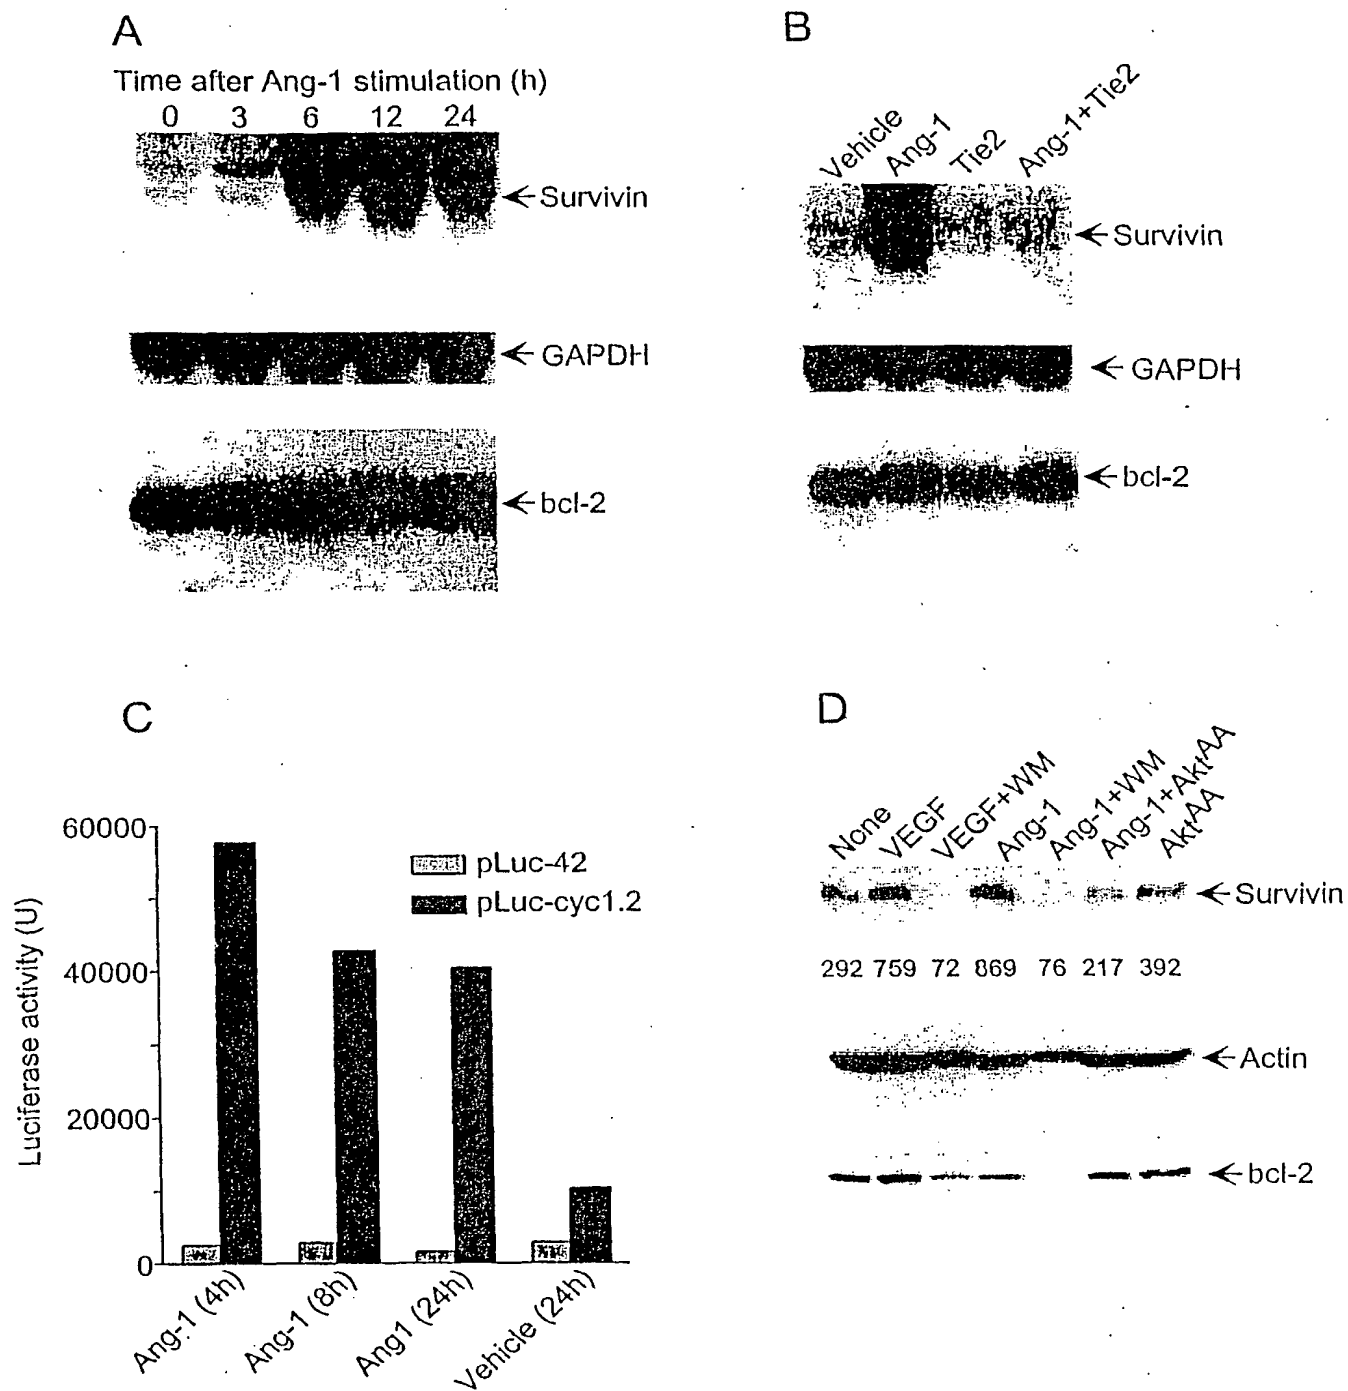 A
Time after Ang-1 stimulation (h)
0 3 6 12 24
Survivin
GAPDH
bcl-2
B
Vehicle
Ang-1
Tie2
Ang-1+Tie2
Survivin
GAPDH
bcl-2
C
60000
40000
20000
0
Luciferase activity (U)
pLuc-42
pLuc-cyc1.2
Ang-1 (4h)
Ang-1 (8h)
Ang1 (24h)
Vehicle (24h)
D
None
VEGF
VEGF+WM
Ang-1
Ang-1+WM
Ang-1+AktAA
AktAA
Survivin
292 759 72 869 76 217 392
Actin
bcl-2